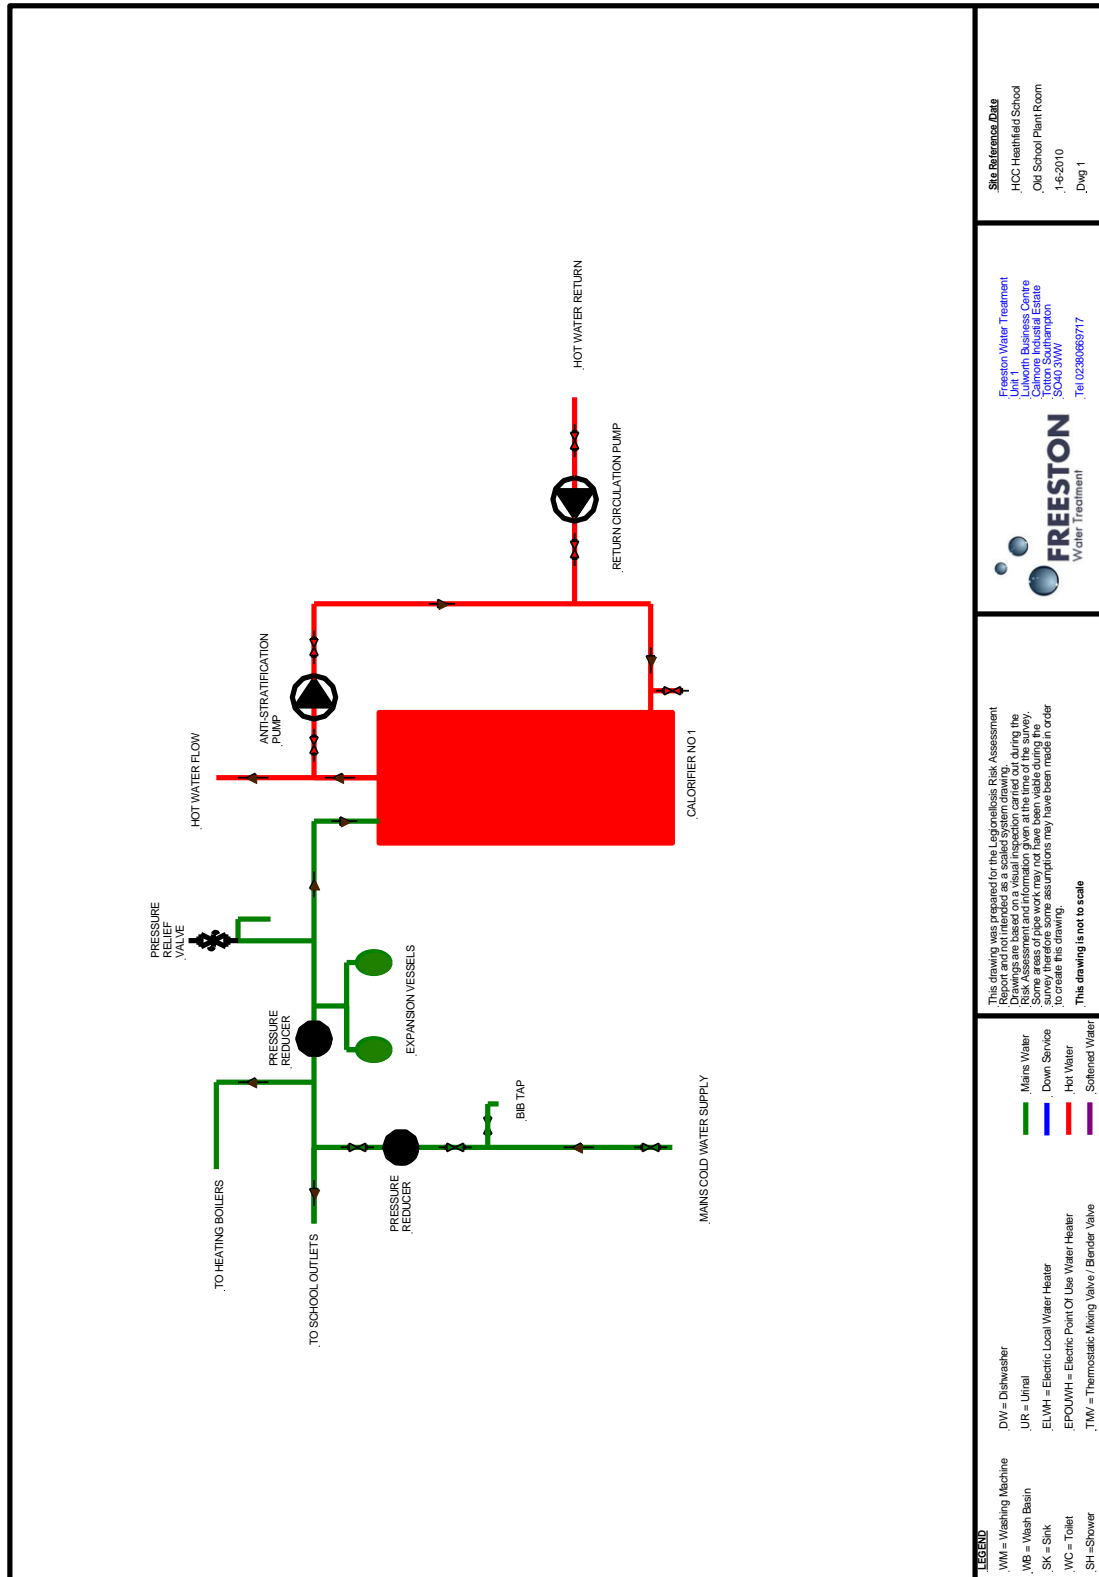 PRESSURE
RELIEF
VALVE
HOT WATER FLOW
ANTI-STRATIFICATION
PUMP
HOT WATER RETURN
TO HEATING BOILERS
PRESSURE
REDUCER
EXPANSION VESSELS
TO SCHOOL OUTLETS
PRESSURE
REDUCER
BIB TAP
MAINS COLD WATER SUPPLY
CALORIFIER NO1
RETURN CIRCULATION PUMP
LEGEND
WM = Washing Machine
WB = Wash Basin
SK = Sink
WC = Toilet
SH =Shower
DW = Dishwasher
UR = Urinal
ELWH = Electric Local Water Heater
EPOUWH = Electric Point Of Use Water Heater
TMV = Thermostatic Mixing Valve / Blender Valve
Mains Water
Down Service
Hot Water
Softened Water
This drawing was prepared for the Legionellosis Risk Assessment
Report and not intended as a scaled system drawing.
Drawings are based on a visual inspection carried out during the
Risk Assessment and information given at the time of the survey.
Some areas of pipe work may not have been viable during the
survey therefore some assumptions may have been made in order
to create this drawing.
This drawing is not to scale
FREESTON
Water Treatment
Freeston Water Treatment
Unit 1
Lulworth Business Centre
Calmore Industial Estate
Totton Southampton
SO40 3WW
Tel 02380669717
Site Reference /Date
HCC Heathfield School
Old School Plant Room
1-6-2010
Dwg 1